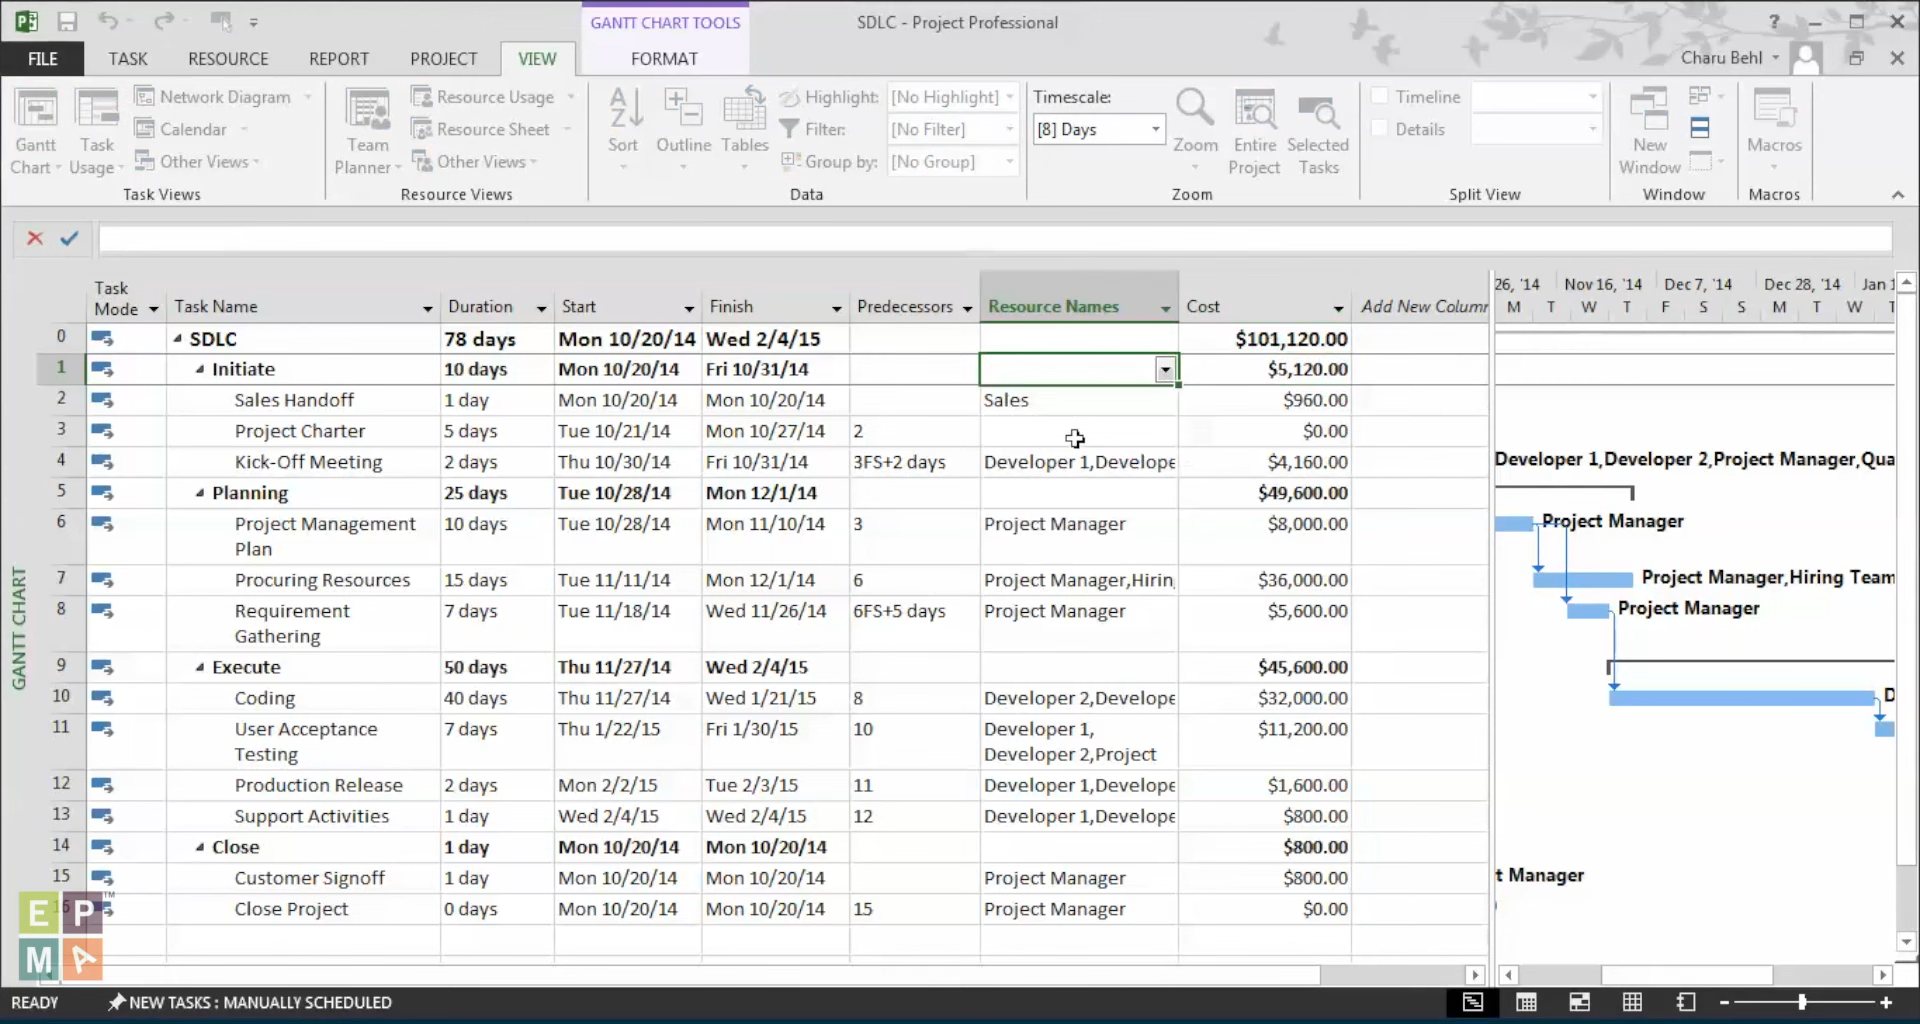 GANTT CHART TOOLS
SDLC - Project Professional
?
FILE TASK RESOURCE REPORT PROJECT VIEW FORMAT
Charu Behl
Gantt Chart
Task Usage
Network Diagram
Calendar
Other Views
Task Views
Team Planner
Resource Usage
Resource Sheet
Other Views
Resource Views
Sort
Outline
Tables
Highlight: [No Highlight]
Filter: [No Filter]
Group by: [No Group]
Data
Timescale:
[8] Days
Zoom
Entire Project
Selected Tasks
Zoom
Timeline
Details
Split View
New Window
Window
Macros
Macros
Task Mode Task Name Duration Start Finish Predecessors Resource Names Cost Add New Column
0 SDLC 78 days Mon 10/20/14 Wed 2/4/15 $101,120.00
1 Initiate 10 days Mon 10/20/14 Fri 10/31/14 $5,120.00
2 Sales Handoff 1 day Mon 10/20/14 Mon 10/20/14 Sales $960.00
3 Project Charter 5 days Tue 10/21/14 Mon 10/27/14 2 $0.00
4 Kick-Off Meeting 2 days Thu 10/30/14 Fri 10/31/14 3FS+2 days Developer 1,Develope $4,160.00
5 Planning 25 days Tue 10/28/14 Mon 12/1/14 $49,600.00
6 Project Management Plan 10 days Tue 10/28/14 Mon 11/10/14 3 Project Manager $8,000.00
7 Procuring Resources 15 days Tue 11/11/14 Mon 12/1/14 6 Project Manager,Hirin $36,000.00
8 Requirement Gathering 7 days Tue 11/18/14 Wed 11/26/14 6FS+5 days Project Manager $5,600.00
9 Execute 50 days Thu 11/27/14 Wed 2/4/15 $45,600.00
10 Coding 40 days Thu 11/27/14 Wed 1/21/15 8 Developer 2,Develope $32,000.00
11 User Acceptance Testing 7 days Thu 1/22/15 Fri 1/30/15 10 Developer 1, Developer 2,Project $11,200.00
12 Production Release 2 days Mon 2/2/15 Tue 2/3/15 11 Developer 1,Develope $1,600.00
13 Support Activities 1 day Wed 2/4/15 Wed 2/4/15 12 Developer 1,Develope $800.00
14 Close 1 day Mon 10/20/14 Mon 10/20/14 $800.00
15 Customer Signoff 1 day Mon 10/20/14 Mon 10/20/14 Project Manager $800.00
16 Close Project 0 days Mon 10/20/14 Mon 10/20/14 15 Project Manager $0.00
26, '14 Nov 16, '14 Dec 7, '14 Dec 28, '14 Jan 1
M T W T F S S M T W T
Developer 1,Developer 2,Project Manager,Qua
Project Manager
Project Manager,Hiring Team
Project Manager
D
t Manager
GANTT CHART
EPMA™
READY NEW TASKS : MANUALLY SCHEDULED